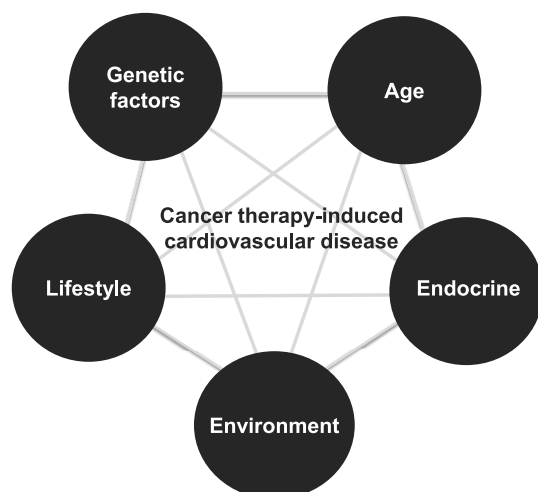 Genetic
factors
Age
Cancer therapy-induced
cardiovascular disease
Lifestyle
Endocrine
Environment